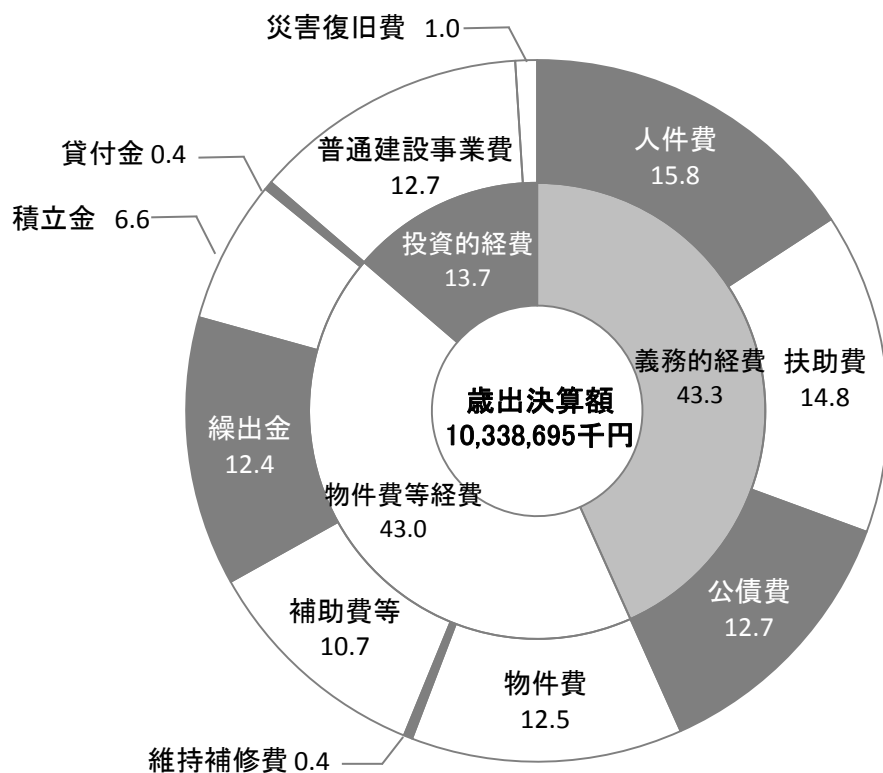 災害復旧費 1.0
人件費
15.8
普通建設事業費
12.7
貸付金 0.4
積立金 6.6
投資的経費
13.7
義務的経費
43.3
扶助費
14.8
歳出決算額
10,338,695千円
繰出金
12.4
物件費等経費
43.0
公債費
12.7
補助費等
10.7
物件費
12.5
維持補修費 0.4